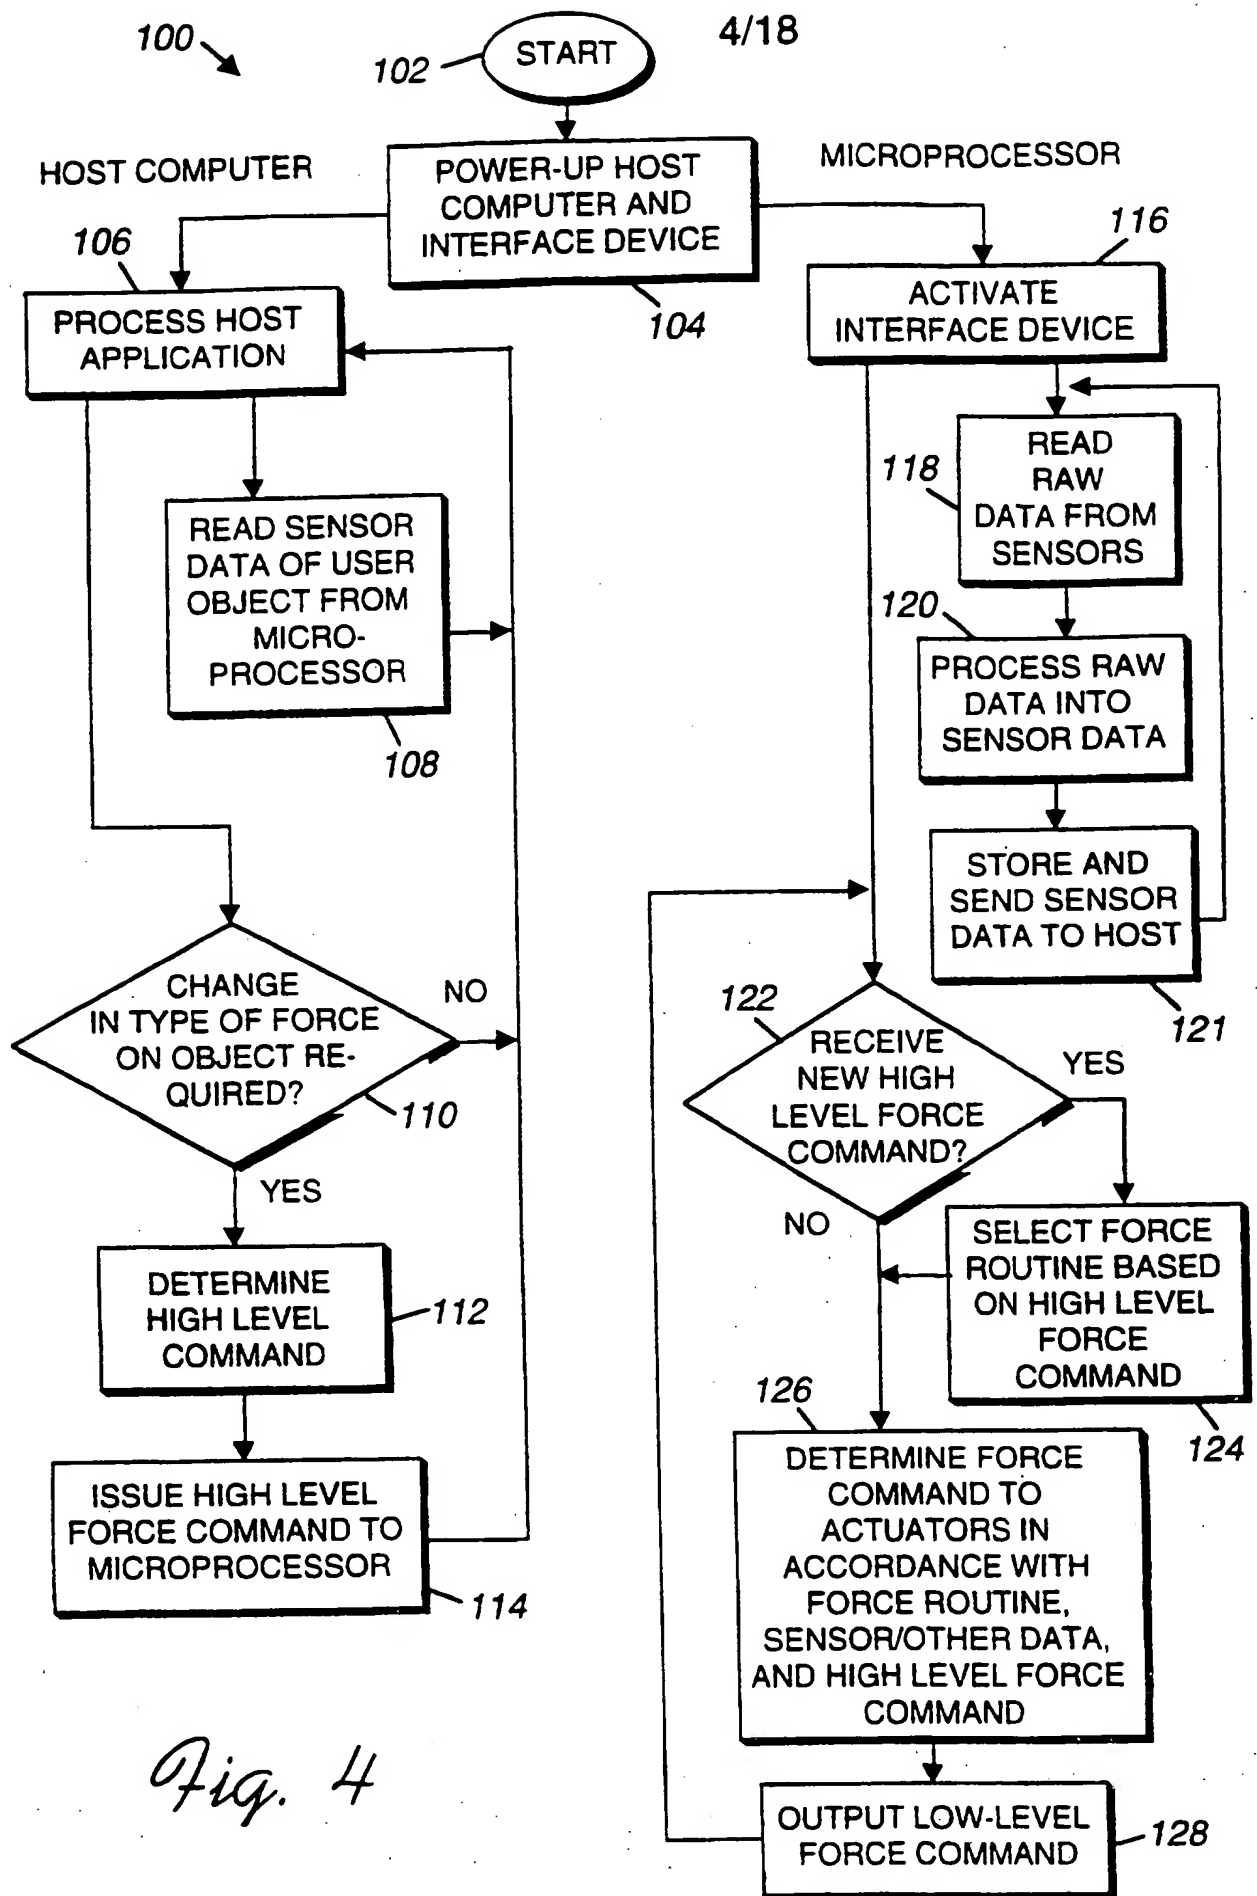 100
4/18
102
START
HOST COMPUTER
MICROPROCESSOR
POWER-UP HOST
COMPUTER AND
INTERFACE DEVICE
104
106
PROCESS HOST
APPLICATION
READ SENSOR
DATA OF USER
OBJECT FROM
MICRO-
PROCESSOR
108
CHANGE
IN TYPE OF FORCE
ON OBJECT RE-
QUIRED?
NO
110
YES
DETERMINE
HIGH LEVEL
COMMAND
112
ISSUE HIGH LEVEL
FORCE COMMAND TO
MICROPROCESSOR
114
116
ACTIVATE
INTERFACE DEVICE
118
READ
RAW
DATA FROM
SENSORS
120
PROCESS RAW
DATA INTO
SENSOR DATA
STORE AND
SEND SENSOR
DATA TO HOST
121
122
RECEIVE
NEW HIGH
LEVEL FORCE
COMMAND?
YES
NO
SELECT FORCE
ROUTINE BASED
ON HIGH LEVEL
FORCE
COMMAND
124
126
DETERMINE FORCE
COMMAND TO
ACTUATORS IN
ACCORDANCE WITH
FORCE ROUTINE,
SENSOR/OTHER DATA,
AND HIGH LEVEL FORCE
COMMAND
OUTPUT LOW-LEVEL
FORCE COMMAND
128
Fig. 4